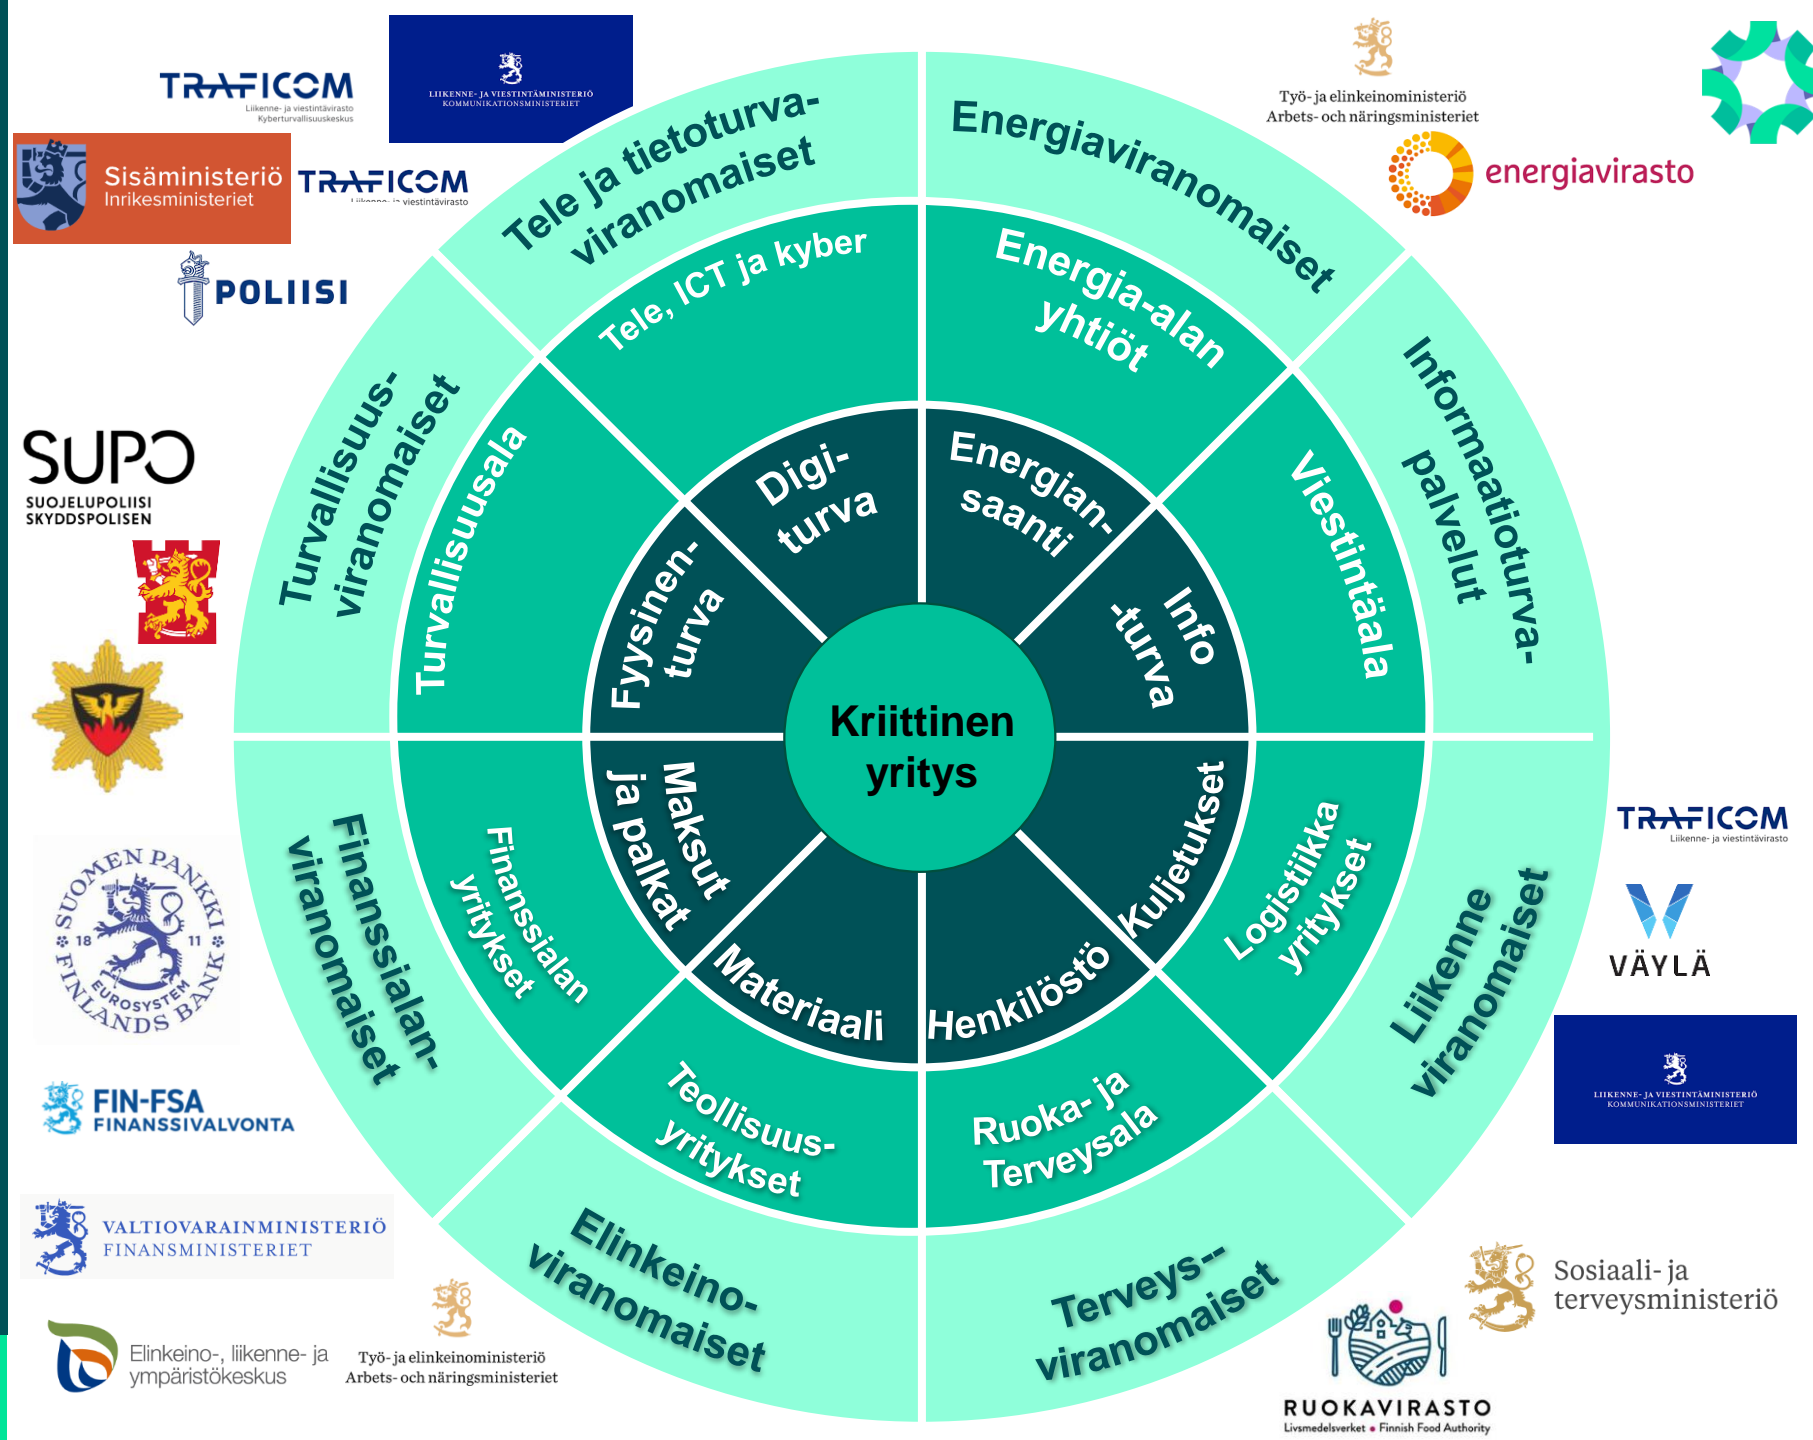 TRAFICOM
Liikenne- ja viestintävirasto
Kyberturvallisuuskeskus
LIIKENNE- JA VIESTINTÄMINISTERIÖ
KOMMUNIKATIONSMINISTERIET
Sisäministeriö
Inrikesministeriet
TRAFICOM
Liikenne- ja viestintävirasto
POLIISI
SUPO
SUOJELUPOLIISI
SKYDDSPOLISEN
SUOMEN PANKKI
18 11
EUROSYSTEM
FINLANDS BANK
FIN-FSA
FINANSSIVALVONTA
VALTIOVARAINMINISTERIÖ
FINANSMINISTERIET
Elinkeino-, liikenne- ja
ympäristökeskus
Työ- ja elinkeinoministeriö
Arbets- och näringsministeriet
Työ- ja elinkeinoministeriö
Arbets- och näringsministeriet
energiavirasto
TRAFICOM
Liikenne- ja viestintävirasto
VÄYLÄ
LIIKENNE- JA VIESTINTÄMINISTERIÖ
KOMMUNIKATIONSMINISTERIET
Sosiaali- ja
terveysministeriö
RUOKAVIRASTO
Livsmedelsverket • Finnish Food Authority
Tele ja tietoturva-
viranomaiset
Energiaviranomaiset
Informaatioturva-
palvelut
Liikenne
viranomaiset
Terveys--
viranomaiset
Elinkeino-
viranomaiset
Finanssialan-
viranomaiset
Turvallisuus-
viranomaiset
Tele, ICT ja kyber
Energia-alan
yhtiöt
Viestintäala
Logistiikka
yritykset
Ruoka- ja
Terveysala
Teollisuus-
yritykset
Finanssialan
yritykset
Turvallisuusala
Digi-
turva
Energian-
saanti
Info
-turva
Kuljetukset
Henkilöstö
Materiaali
Maksut
ja palkat
Fyysinen-
turva
Kriittinen
yritys